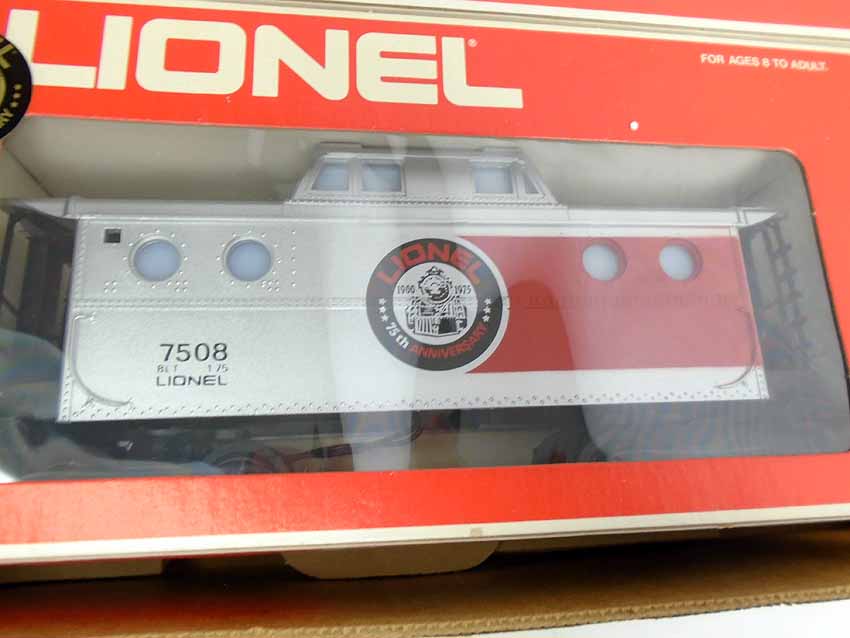 LIONEL®
FOR AGES 8 TO ADULT.
LIONEL
1900 1975
75th ANNIVERSARY
7508
BLT 1 75
LIONEL